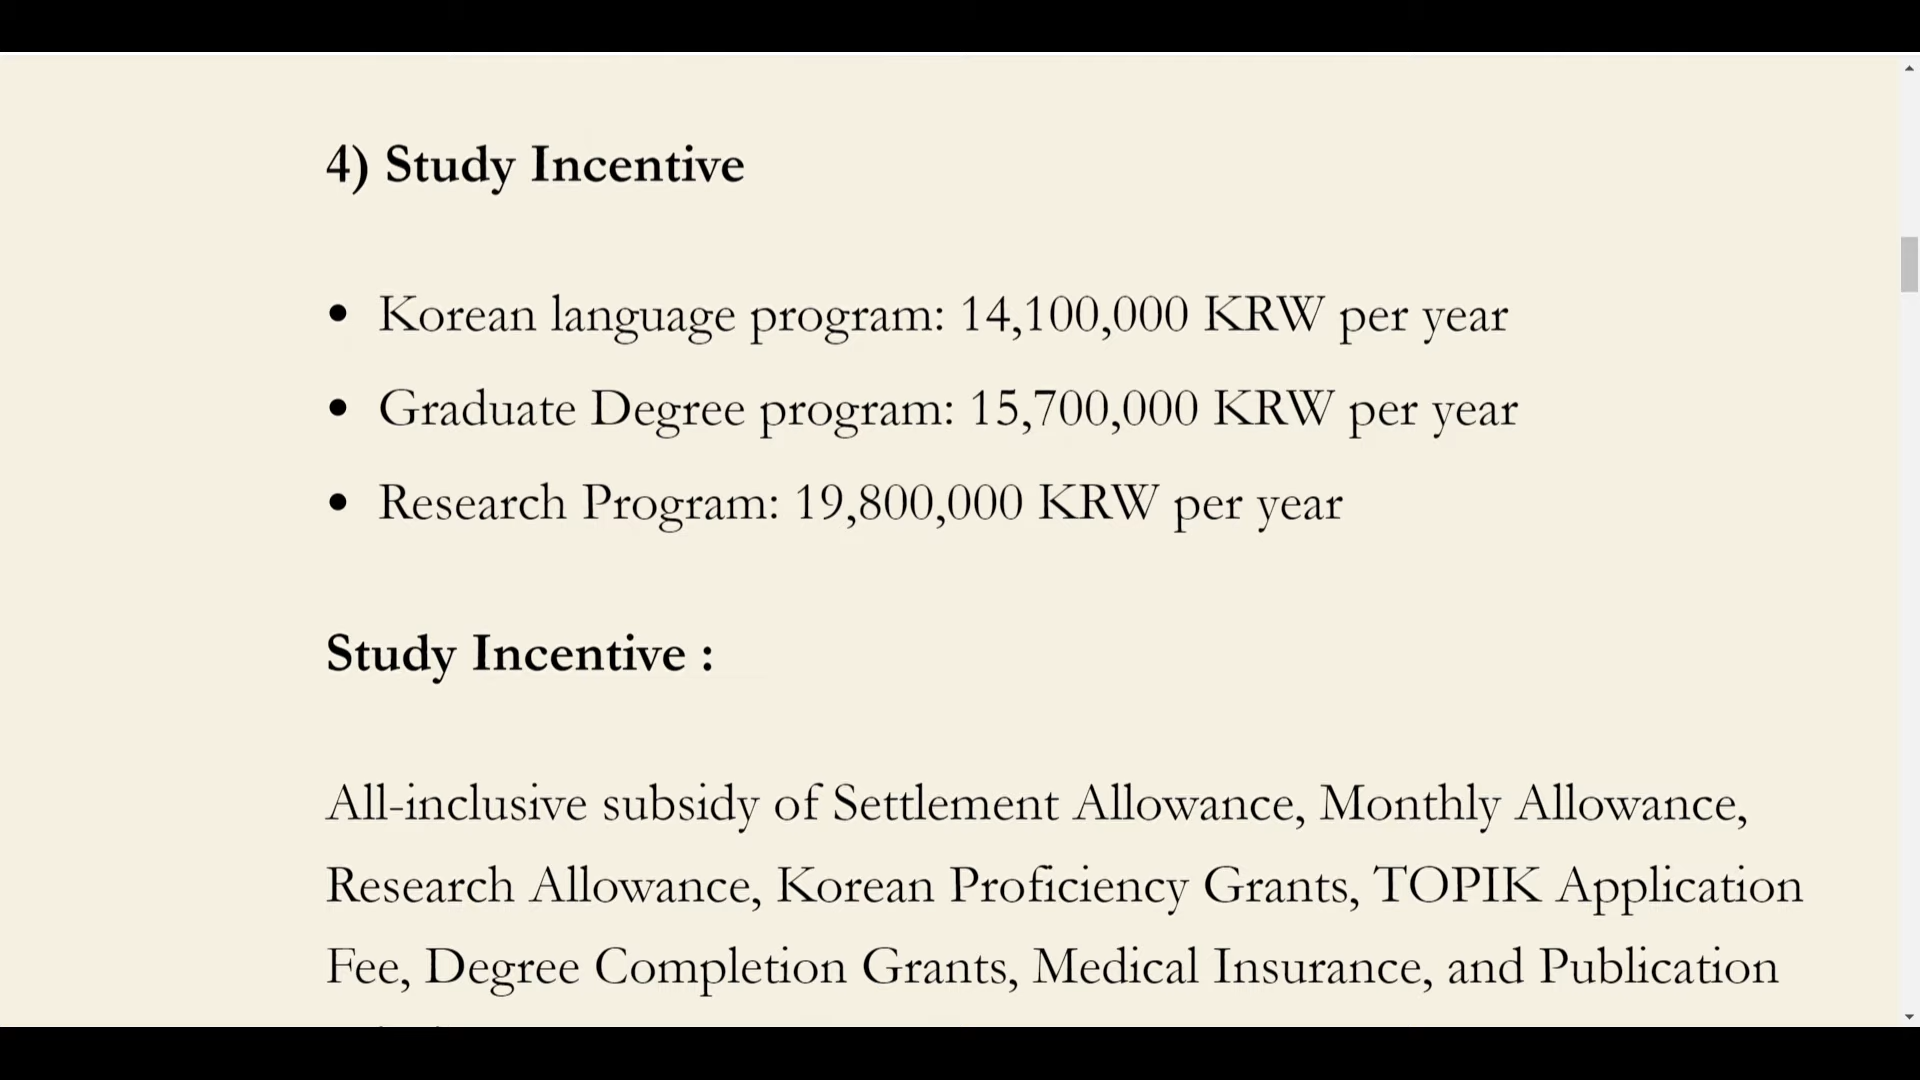 4) Study Incentive
• Korean language program: 14,100,000 KRW per year
• Graduate Degree program: 15,700,000 KRW per year
• Research Program: 19,800,000 KRW per year
Study Incentive :
All-inclusive subsidy of Settlement Allowance, Monthly Allowance,
Research Allowance, Korean Proficiency Grants, TOPIK Application
Fee, Degree Completion Grants, Medical Insurance, and Publication